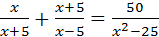 x/(x+5) + (x+5)/(x−5) = 50/(x²−25)